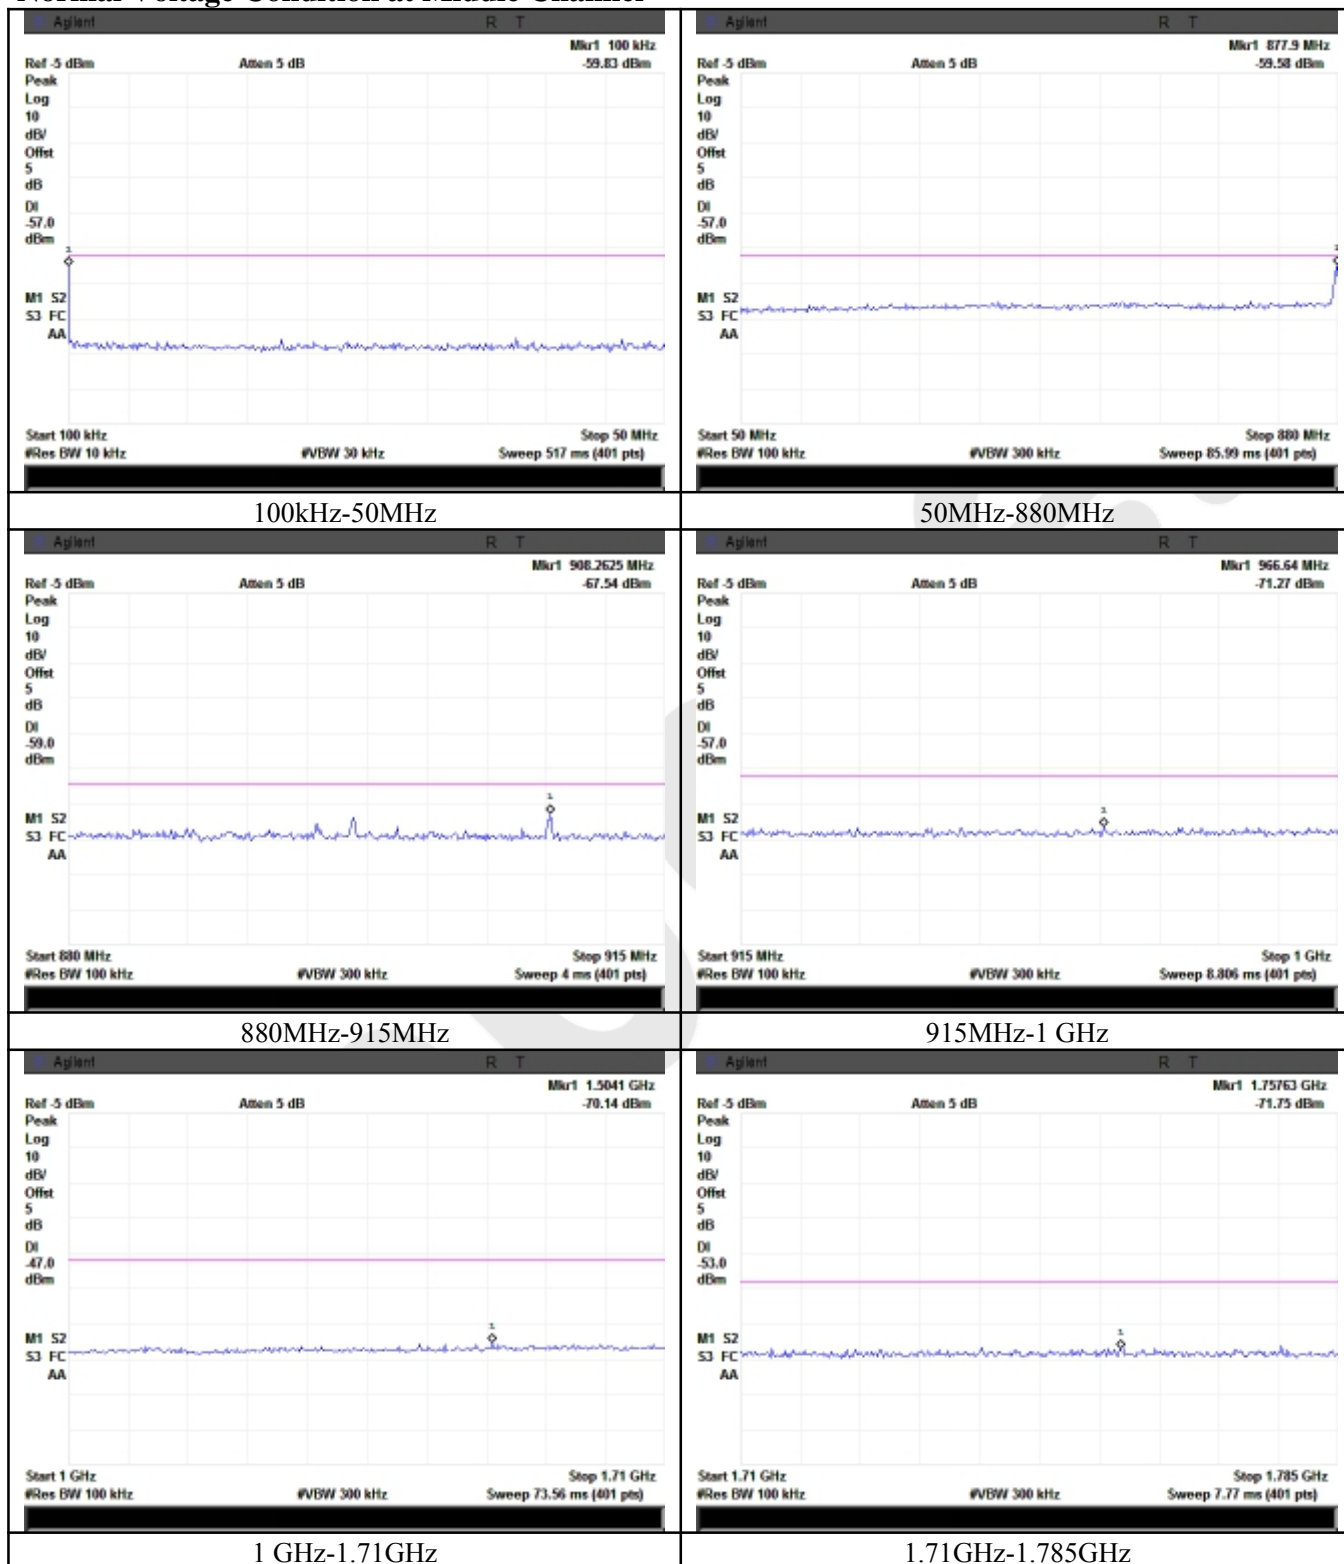 Normal Voltage Condition at Middle Channel
Agilent R T
Mkr1 100 kHz
Ref -5 dBm Atten 5 dB -59.83 dBm
Peak
Log
10
dB/
Offst
5
dB
DI
-57.0
dBm
1
M1 S2
S3 FC
AA
Start 100 kHz Stop 50 MHz
#Res BW 10 kHz #VBW 30 kHz Sweep 517 ms (401 pts)
100kHz-50MHz
Agilent R T
Mkr1 877.9 MHz
Ref -5 dBm Atten 5 dB -59.58 dBm
Peak
Log
10
dB/
Offst
5
dB
DI
-57.0
dBm
1
M1 S2
S3 FC
AA
Start 50 MHz Stop 880 MHz
#Res BW 100 kHz #VBW 300 kHz Sweep 85.99 ms (401 pts)
50MHz-880MHz
Agilent R T
Mkr1 908.2625 MHz
Ref -5 dBm Atten 5 dB -67.54 dBm
Peak
Log
10
dB/
Offst
5
dB
DI
-59.0
dBm
1
M1 S2
S3 FC
AA
Start 880 MHz Stop 915 MHz
#Res BW 100 kHz #VBW 300 kHz Sweep 4 ms (401 pts)
880MHz-915MHz
Agilent R T
Mkr1 966.64 MHz
Ref -5 dBm Atten 5 dB -71.27 dBm
Peak
Log
10
dB/
Offst
5
dB
DI
-57.0
dBm
1
M1 S2
S3 FC
AA
Start 915 MHz Stop 1 GHz
#Res BW 100 kHz #VBW 300 kHz Sweep 8.806 ms (401 pts)
915MHz-1 GHz
Agilent R T
Mkr1 1.5041 GHz
Ref -5 dBm Atten 5 dB -70.14 dBm
Peak
Log
10
dB/
Offst
5
dB
DI
-47.0
dBm
1
M1 S2
S3 FC
AA
Start 1 GHz Stop 1.71 GHz
#Res BW 100 kHz #VBW 300 kHz Sweep 73.56 ms (401 pts)
1 GHz-1.71GHz
Agilent R T
Mkr1 1.75763 GHz
Ref -5 dBm Atten 5 dB -71.75 dBm
Peak
Log
10
dB/
Offst
5
dB
DI
-53.0
dBm
1
M1 S2
S3 FC
AA
Start 1.71 GHz Stop 1.785 GHz
#Res BW 100 kHz #VBW 300 kHz Sweep 7.77 ms (401 pts)
1.71GHz-1.785GHz